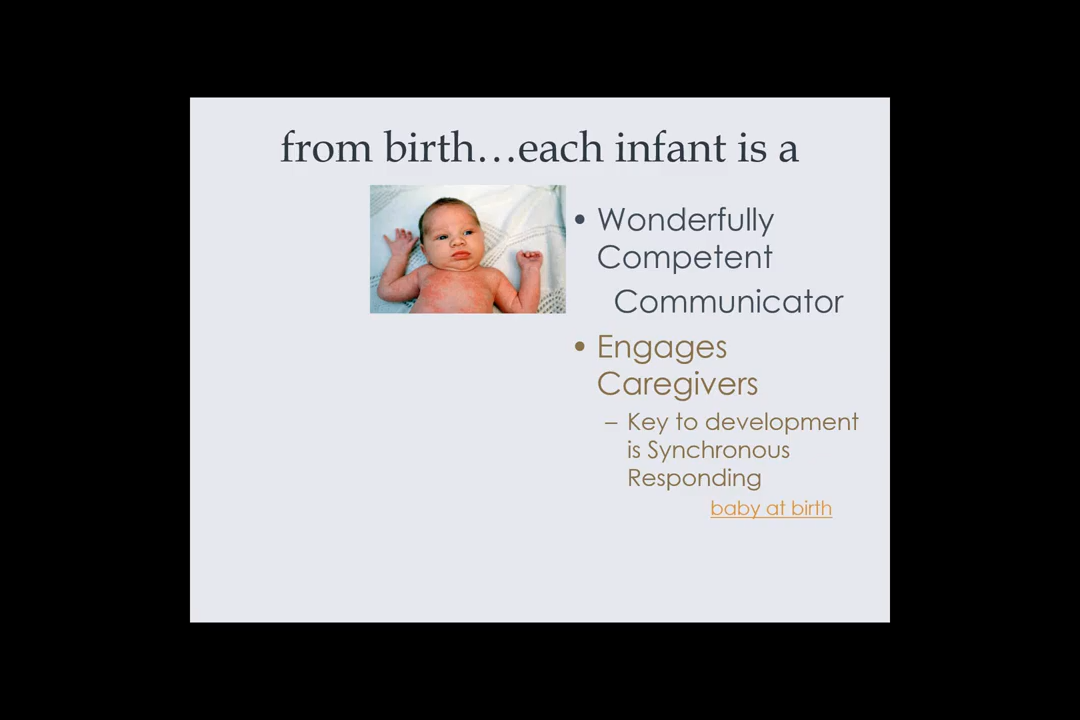 from birth…each infant is a
• Wonderfully
Competent
Communicator
• Engages
Caregivers
– Key to development
is Synchronous
Responding
baby at birth